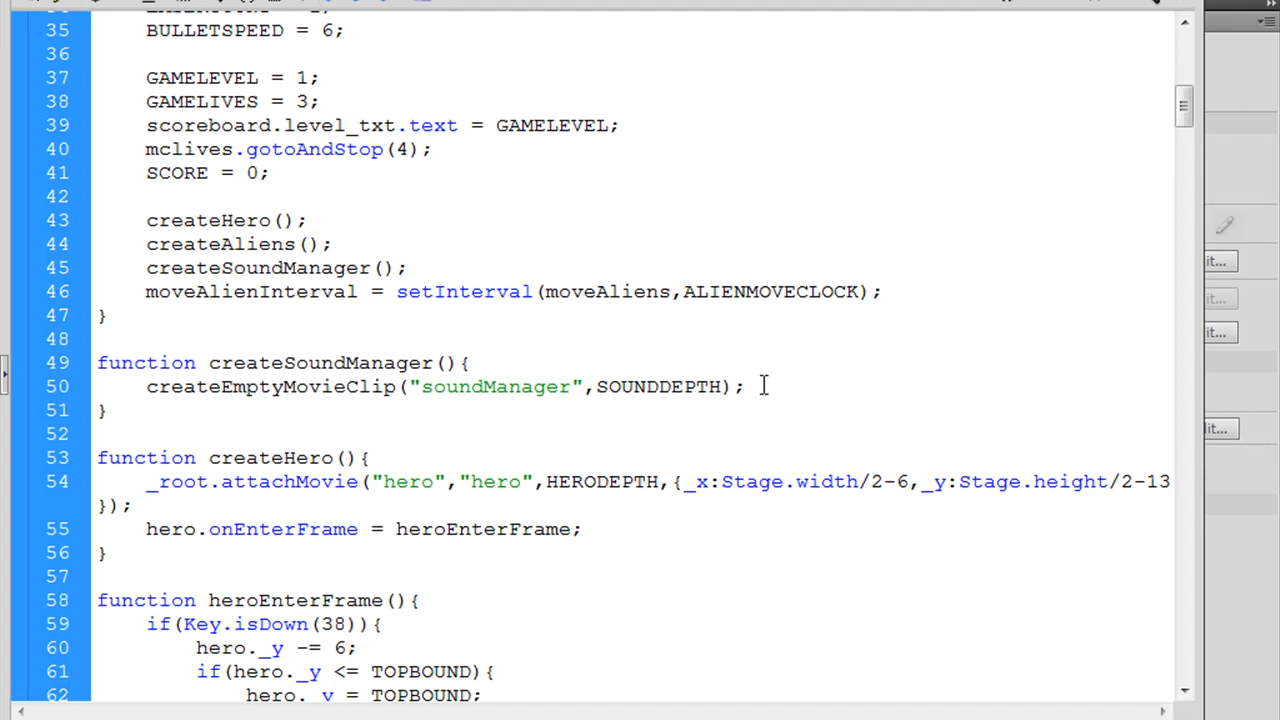 35 BULLETSPEED = 6;
36
37 GAMELEVEL = 1;
38 GAMELIVES = 3;
39 scoreboard.level_txt.text = GAMELEVEL;
40 mclives.gotoAndStop(4);
41 SCORE = 0;
42
43 createHero();
44 createAliens();
45 createSoundManager();
46 moveAlienInterval = setInterval(moveAliens,ALIENMOVECLOCK);
47 }
48
49 function createSoundManager(){
50 createEmptyMovieClip("soundManager",SOUNDDEPTH);
51 }
52
53 function createHero(){
54 _root.attachMovie("hero","hero",HERODEPTH,{_x:Stage.width/2-6,_y:Stage.height/2-13
});
55 hero.onEnterFrame = heroEnterFrame;
56 }
57
58 function heroEnterFrame(){
59 if(Key.isDown(38)){
60 hero._y -= 6;
61 if(hero._y <= TOPBOUND){
62 hero._y = TOPBOUND;
it...
it...
it...
lit...